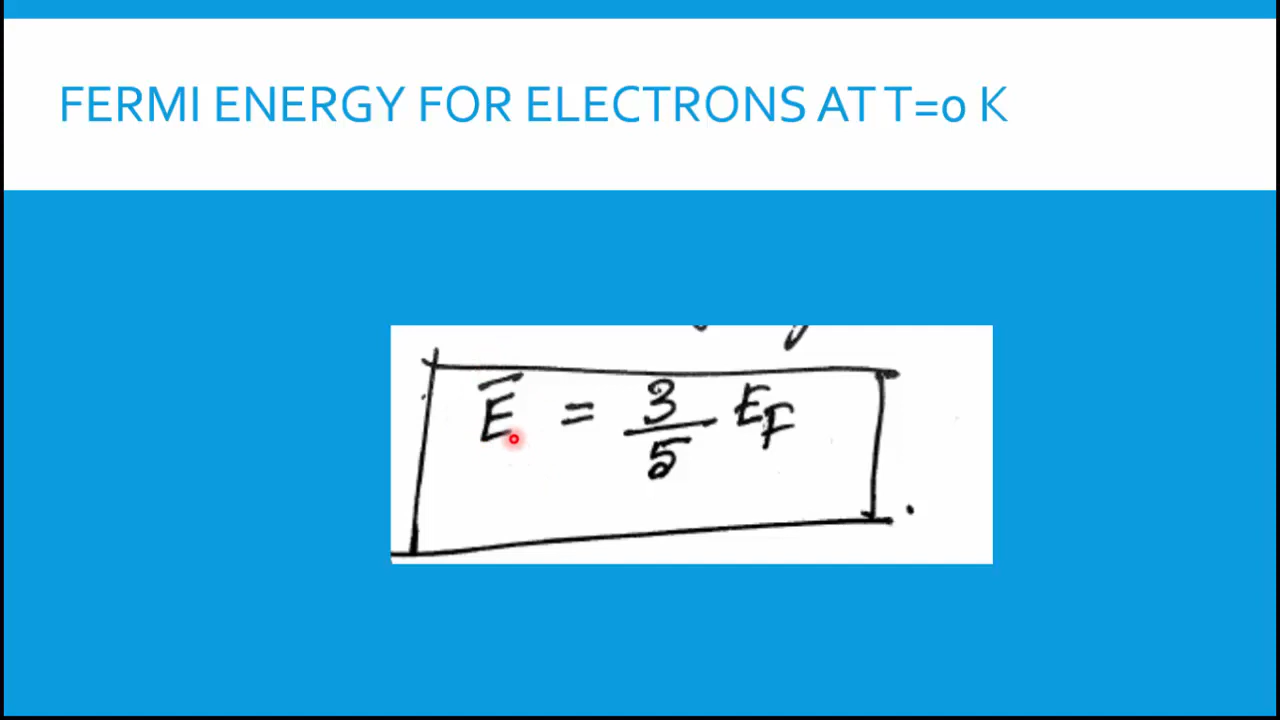 FERMI ENERGY FOR ELECTRONS AT T=0 K
E̅ = 3/5 E_F .